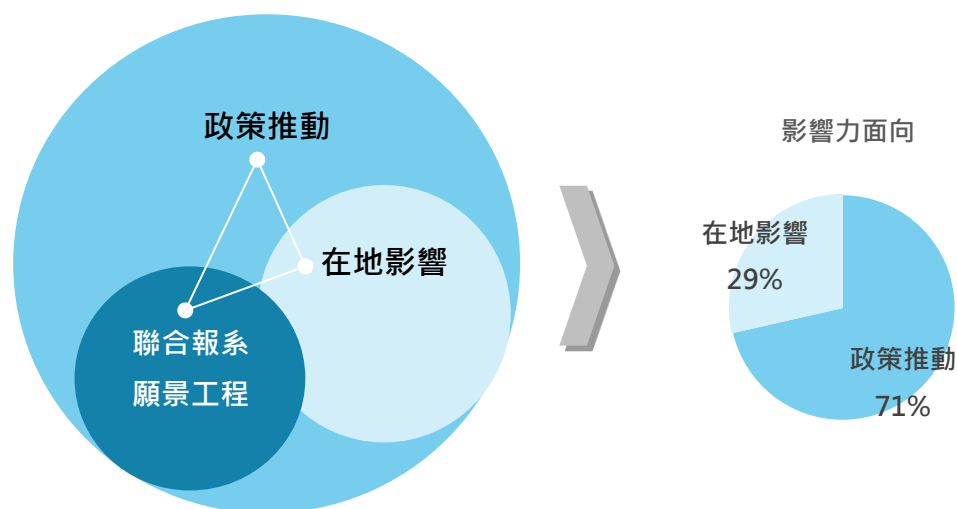 政策推動
在地影響
聯合報系
願景工程
影響力面向
在地影響
29%
政策推動
71%